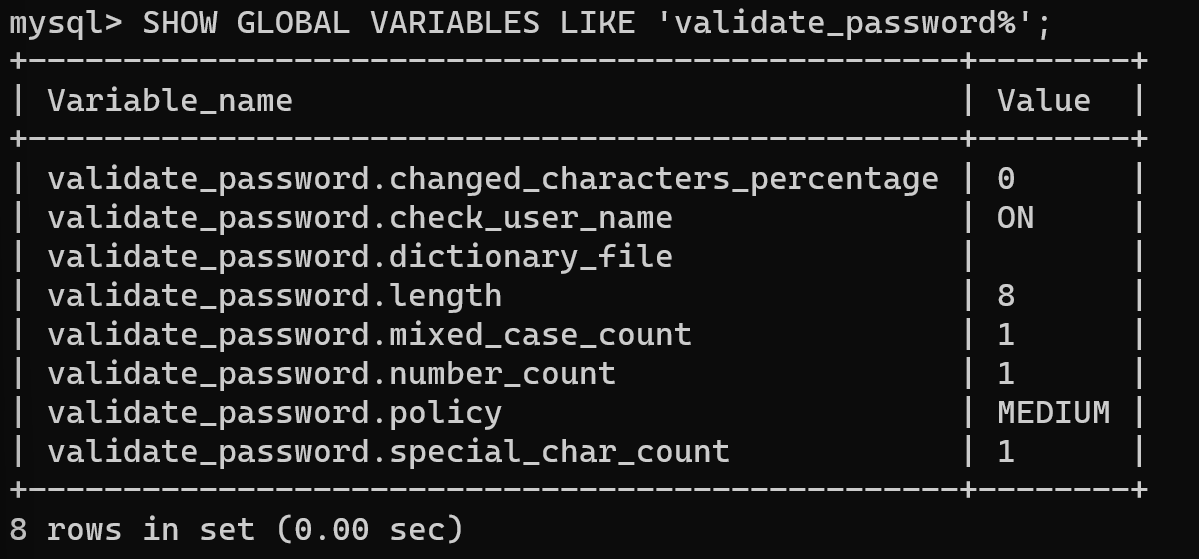 mysql> SHOW GLOBAL VARIABLES LIKE 'validate_password%';
+-------------------------------------------------+--------+
| Variable_name                                   | Value  |
+-------------------------------------------------+--------+
| validate_password.changed_characters_percentage | 0      |
| validate_password.check_user_name               | ON     |
| validate_password.dictionary_file               |        |
| validate_password.length                        | 8      |
| validate_password.mixed_case_count              | 1      |
| validate_password.number_count                  | 1      |
| validate_password.policy                        | MEDIUM |
| validate_password.special_char_count            | 1      |
+-------------------------------------------------+--------+
8 rows in set (0.00 sec)